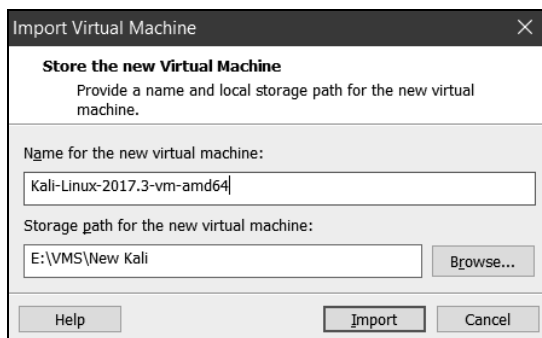 Import Virtual Machine
Store the new Virtual Machine
Provide a name and local storage path for the new virtual
machine.
Name for the new virtual machine:
Kali-Linux-2017.3-vm-amd64
Storage path for the new virtual machine:
E:\VMS\New Kali
Browse...
Help
Import
Cancel